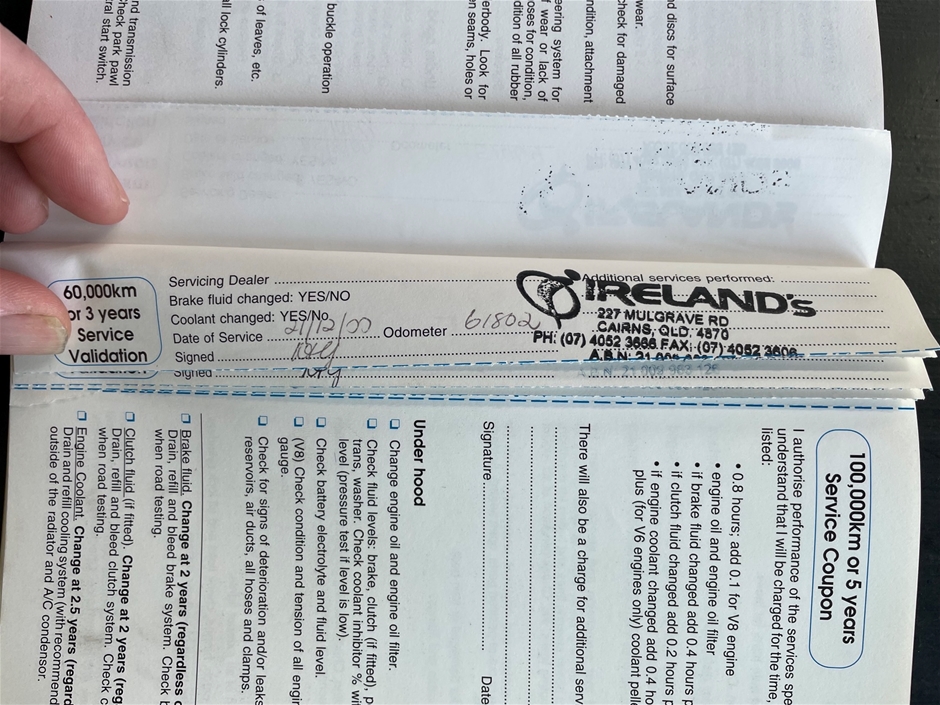 nd transmission
heck park pawl
ral start switch.
all lock cylinders.
of leaves, etc.
buckle operation
erbody. Look for
en seams, holes or
eering system for
f wear or lack of
oses for condition,
dition of all rubber
ndition, attachment
check for damaged
wear.
d discs for surface
60,000km
or 3 years
Service
Validation
Servicing Dealer
Brake fluid changed: YES/NO
Coolant changed: YES/No
Date of Service 21/12/00 Odometer 61802
Signed
Additional services performed:
IRELAND'S
227 MULGRAVE RD
CAIRNS, QLD. 4870
PH: (07) 4052 3666 FAX: (07) 4052 3606
A.B.N. 21 009
Signed
A.B.N. 21 009 963 126
100,000km or 5 years
Service Coupon
I authorise performance of the services spe
understand that I will be charged for the time,
listed:
• 0.8 hours; add 0.1 for V8 engine
• engine oil and engine oil filter
• if brake fluid changed add 0.4 hours p
• if clutch fluid changed add 0.2 hours p
• if engine coolant changed add 0.4 ho
plus (for V6 engines only) coolant pelle
There will also be a charge for additional serv
Signature Date
Under hood
❏ Change engine oil and engine oil filter.
❏ Check fluid levels: brake, clutch (if fitted), p
trans, washer. Check coolant inhibitor % wi
level (pressure test if level is low).
❏ Check battery electrolyte and fluid level.
❏ (V8) Check condition and tension of all engin
gauge.
❏ Check for signs of deterioration and/or leaks
reservoirs, air ducts, all hoses and clamps.
❏ Brake fluid. Change at 2 years (regardless o
Drain, refill and bleed brake system. Check b
when road testing.
❏ Clutch fluid (if fitted). Change at 2 years (reg
Drain, refill and bleed clutch system. Check c
when road testing.
❏ Engine Coolant. Change at 2.5 years (regard
Drain and refill cooling system (with recommend
outside of the radiator and A/C condensor.